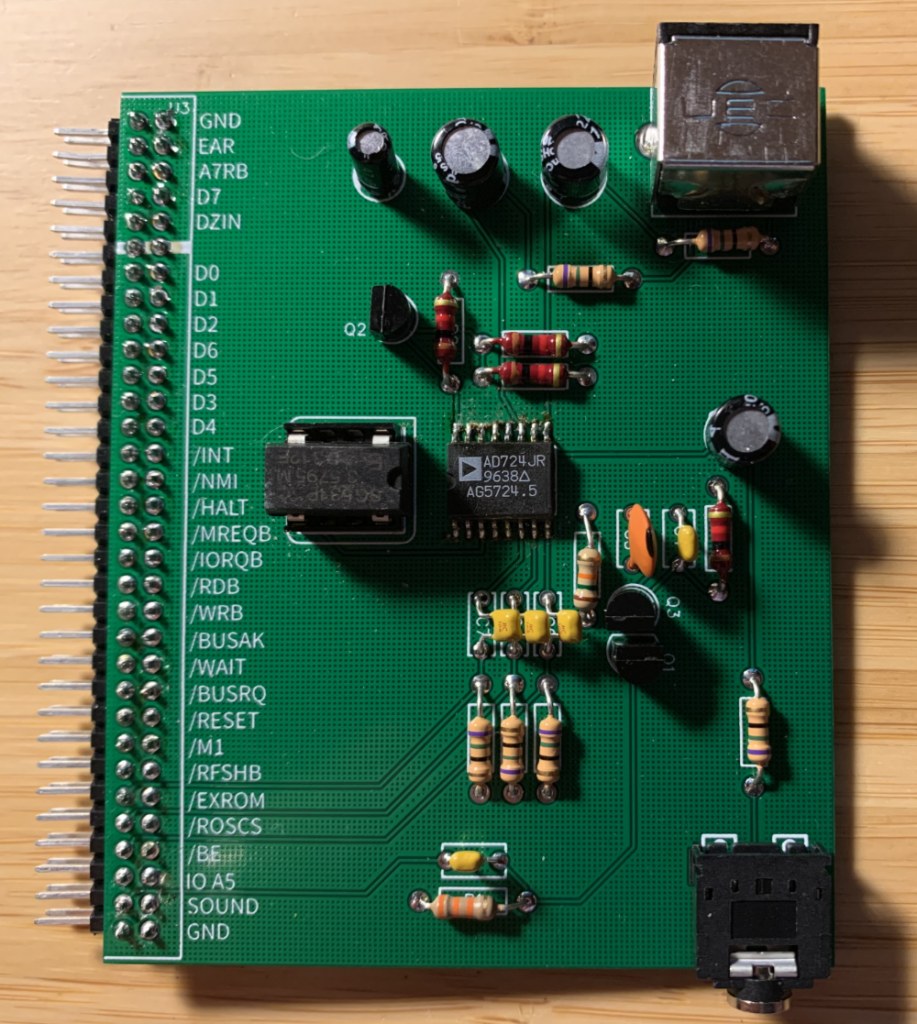 U3
GND
EAR
A7RB
D7
DZIN
D0
D1
D2
D6
D5
D3
D4
/INT
/NMI
/HALT
/MREQB
/IORQB
/RDB
/WRB
/BUSAK
/WAIT
/BUSRQ
/RESET
/M1
/RFSHB
/EXROM
/ROSCS
/BE
IO A5
SOUND
GND
Q2
AD724JR
9638△
AG5724.5
Q3